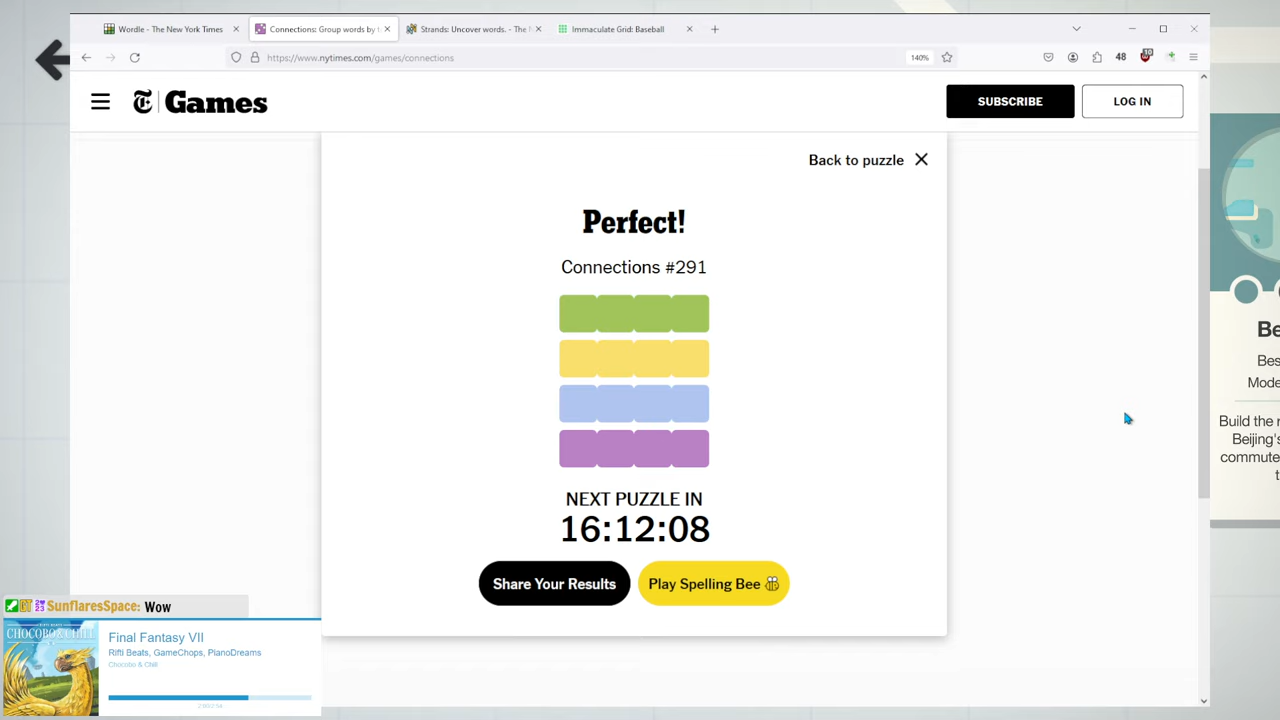 Wordle - The New York Times
Connections: Group words by t
Strands: Uncover words. - The N
Immaculate Grid: Baseball
https://www.nytimes.com/games/connections
140%
48
10
Games
SUBSCRIBE
LOG IN
Back to puzzle
Perfect!
Connections #291
NEXT PUZZLE IN
16:12:08
Share Your Results
Play Spelling Bee
Be
Bes
Mode
Build the r
Beijing's
commute
t
SunflaresSpace: Wow
CHOCOBO & CHILL
Final Fantasy VII
Rifti Beats, GameChops, PianoDreams
Chocobo & Chill